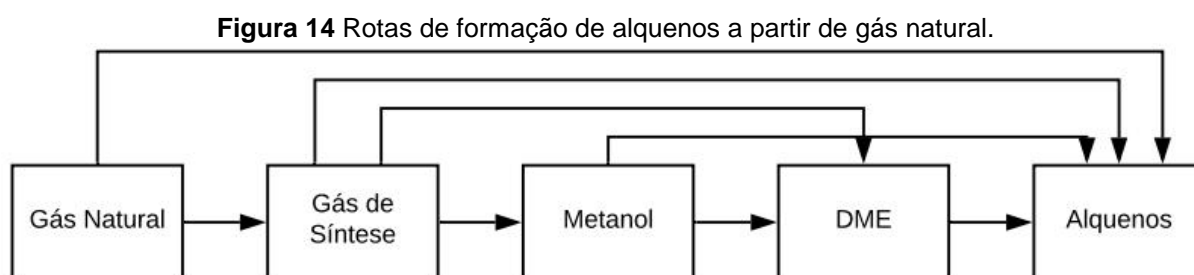 Figura 14 Rotas de formação de alquenos a partir de gás natural.
Gás Natural
Gás de
Síntese
Metanol
DME
Alquenos